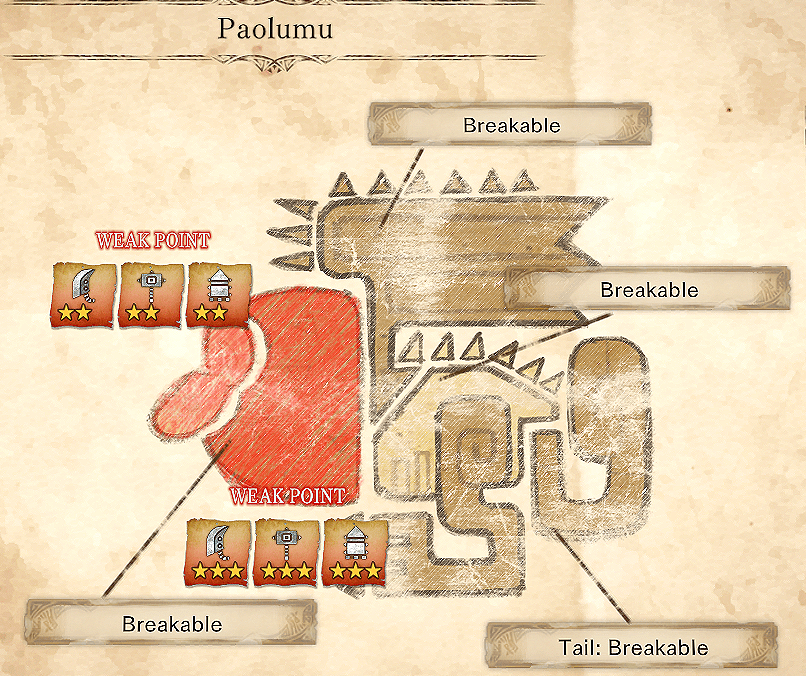 Paolumu
Breakable
WEAK POINT
Breakable
WEAK POINT
Breakable
Tail: Breakable